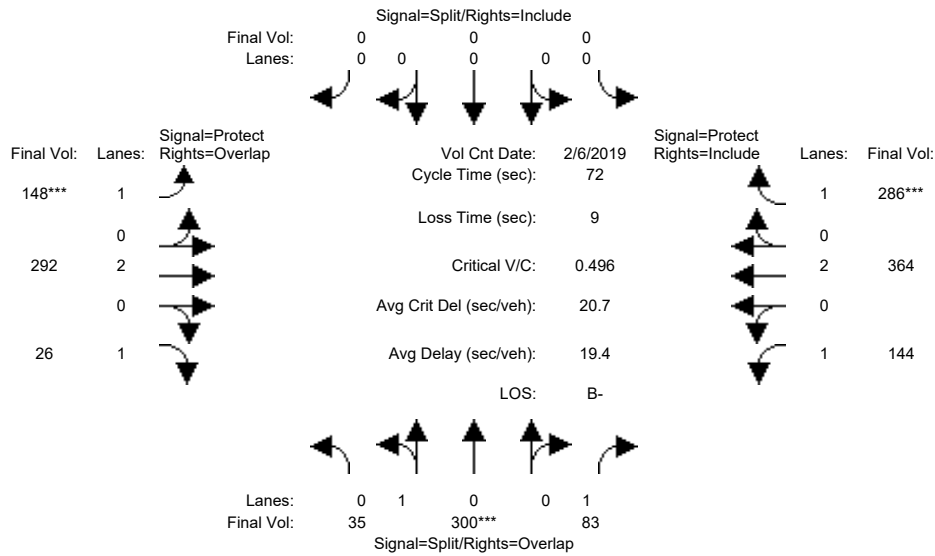 Signal=Split/Rights=Include
Final Vol: 0 0 0
Lanes: 0 0 0 0 0
Signal=Protect Signal=Protect
Final Vol: Lanes: Rights=Overlap Vol Cnt Date: 2/6/2019 Rights=Include Lanes: Final Vol:
Cycle Time (sec): 72
148*** 1 1 286***
Loss Time (sec): 9
0 0
292 2 Critical V/C: 0.496 2 364
0 Avg Crit Del (sec/veh): 20.7 0
26 1 Avg Delay (sec/veh): 19.4 1 144
LOS: B-
Lanes: 0 1 0 0 1
Final Vol: 35 300*** 83
Signal=Split/Rights=Overlap